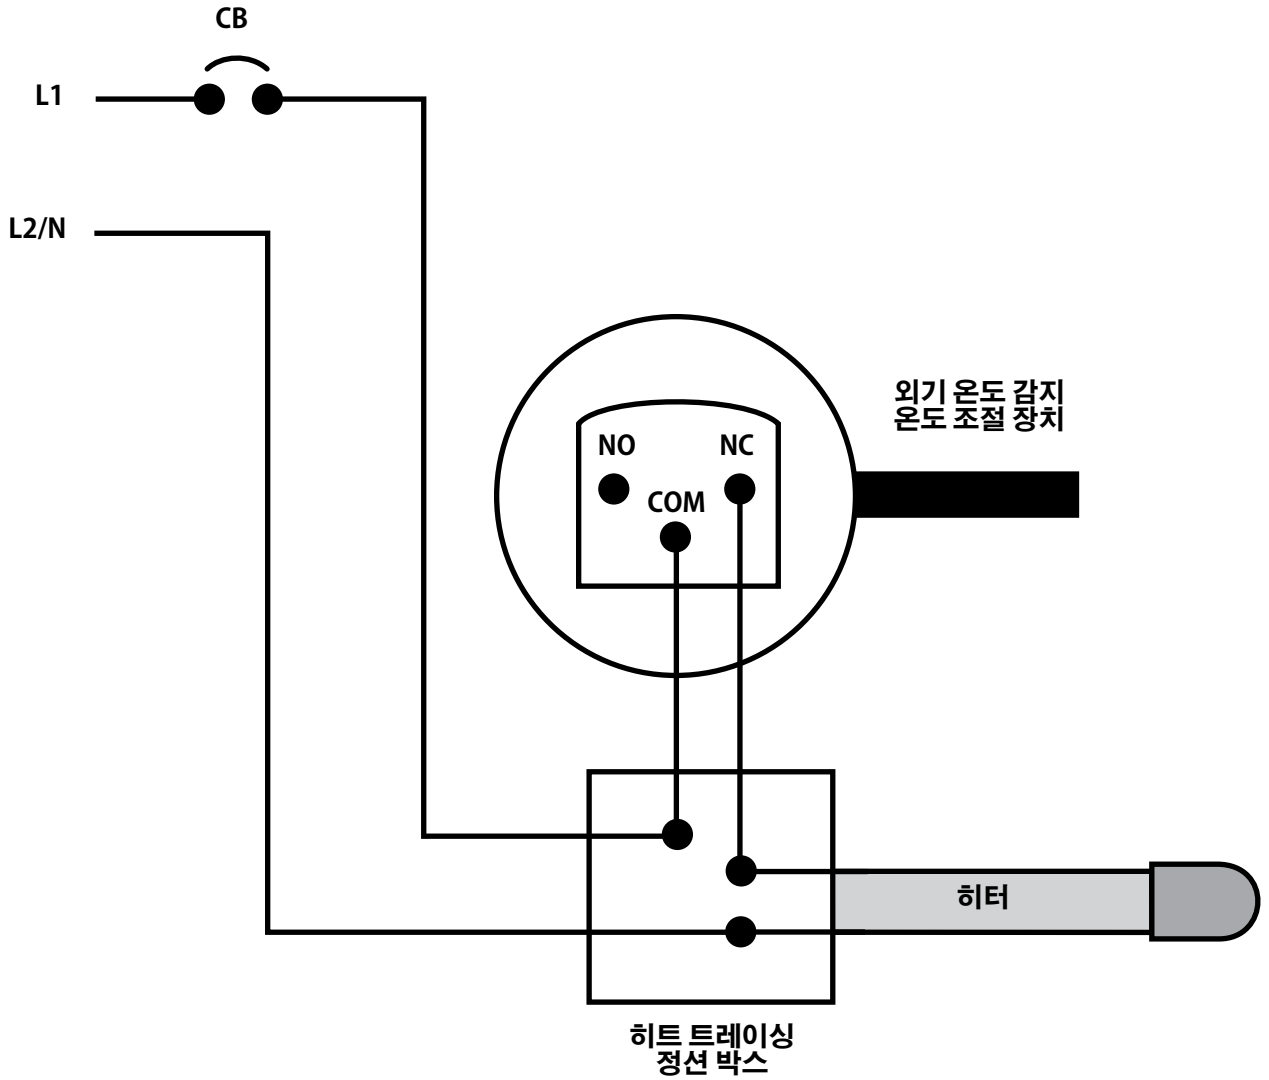 CB
L1
L2/N
외기 온도 감지
온도 조절 장치
NO
NC
COM
히터
히트 트레이싱
정션 박스